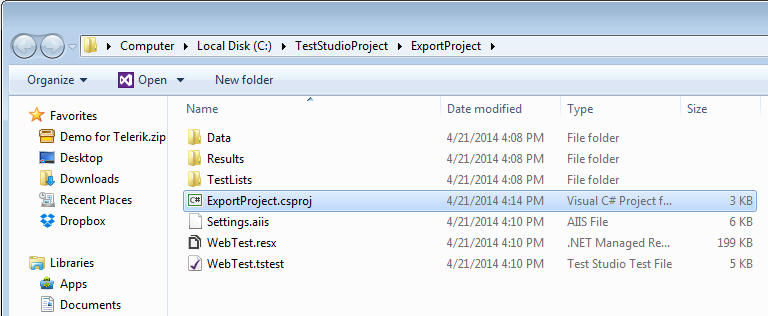 Computer Local Disk (C:) TestStudioProject ExportProject
Organize Open New folder
Favorites
Demo for Telerik.zip
Desktop
Downloads
Recent Places
Dropbox
Libraries
Apps
Documents
Name Date modified Type Size
Data 4/21/2014 4:08 PM File folder
Results 4/21/2014 4:08 PM File folder
TestLists 4/21/2014 4:08 PM File folder
C# ExportProject.csproj 4/21/2014 4:14 PM Visual C# Project f... 3 KB
Settings.aiis 4/21/2014 4:10 PM AIIS File 6 KB
WebTest.resx 4/21/2014 4:10 PM .NET Managed Re... 199 KB
WebTest.tstest 4/21/2014 4:10 PM Test Studio Test File 5 KB